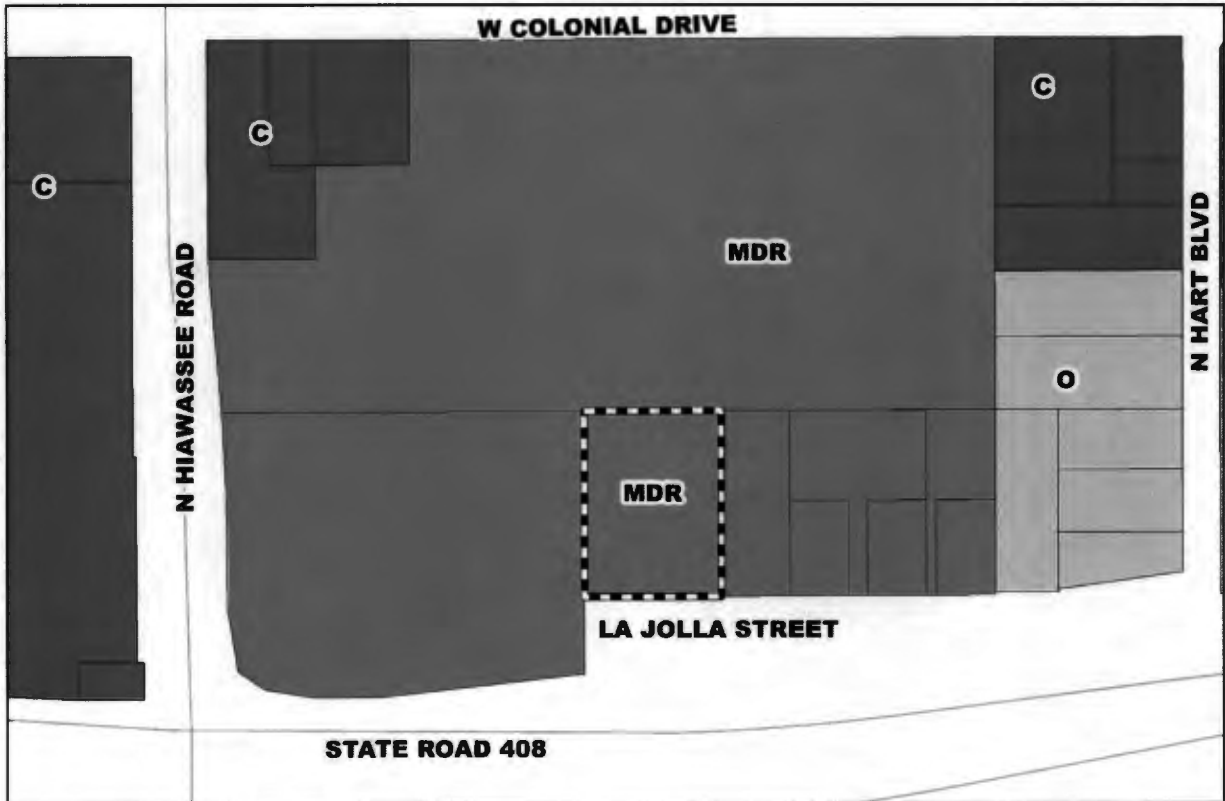 W COLONIAL DRIVE
C
C
C
N HIAWASSEE ROAD
MDR
N HART BLVD
O
MDR
LA JOLLA STREET
STATE ROAD 408